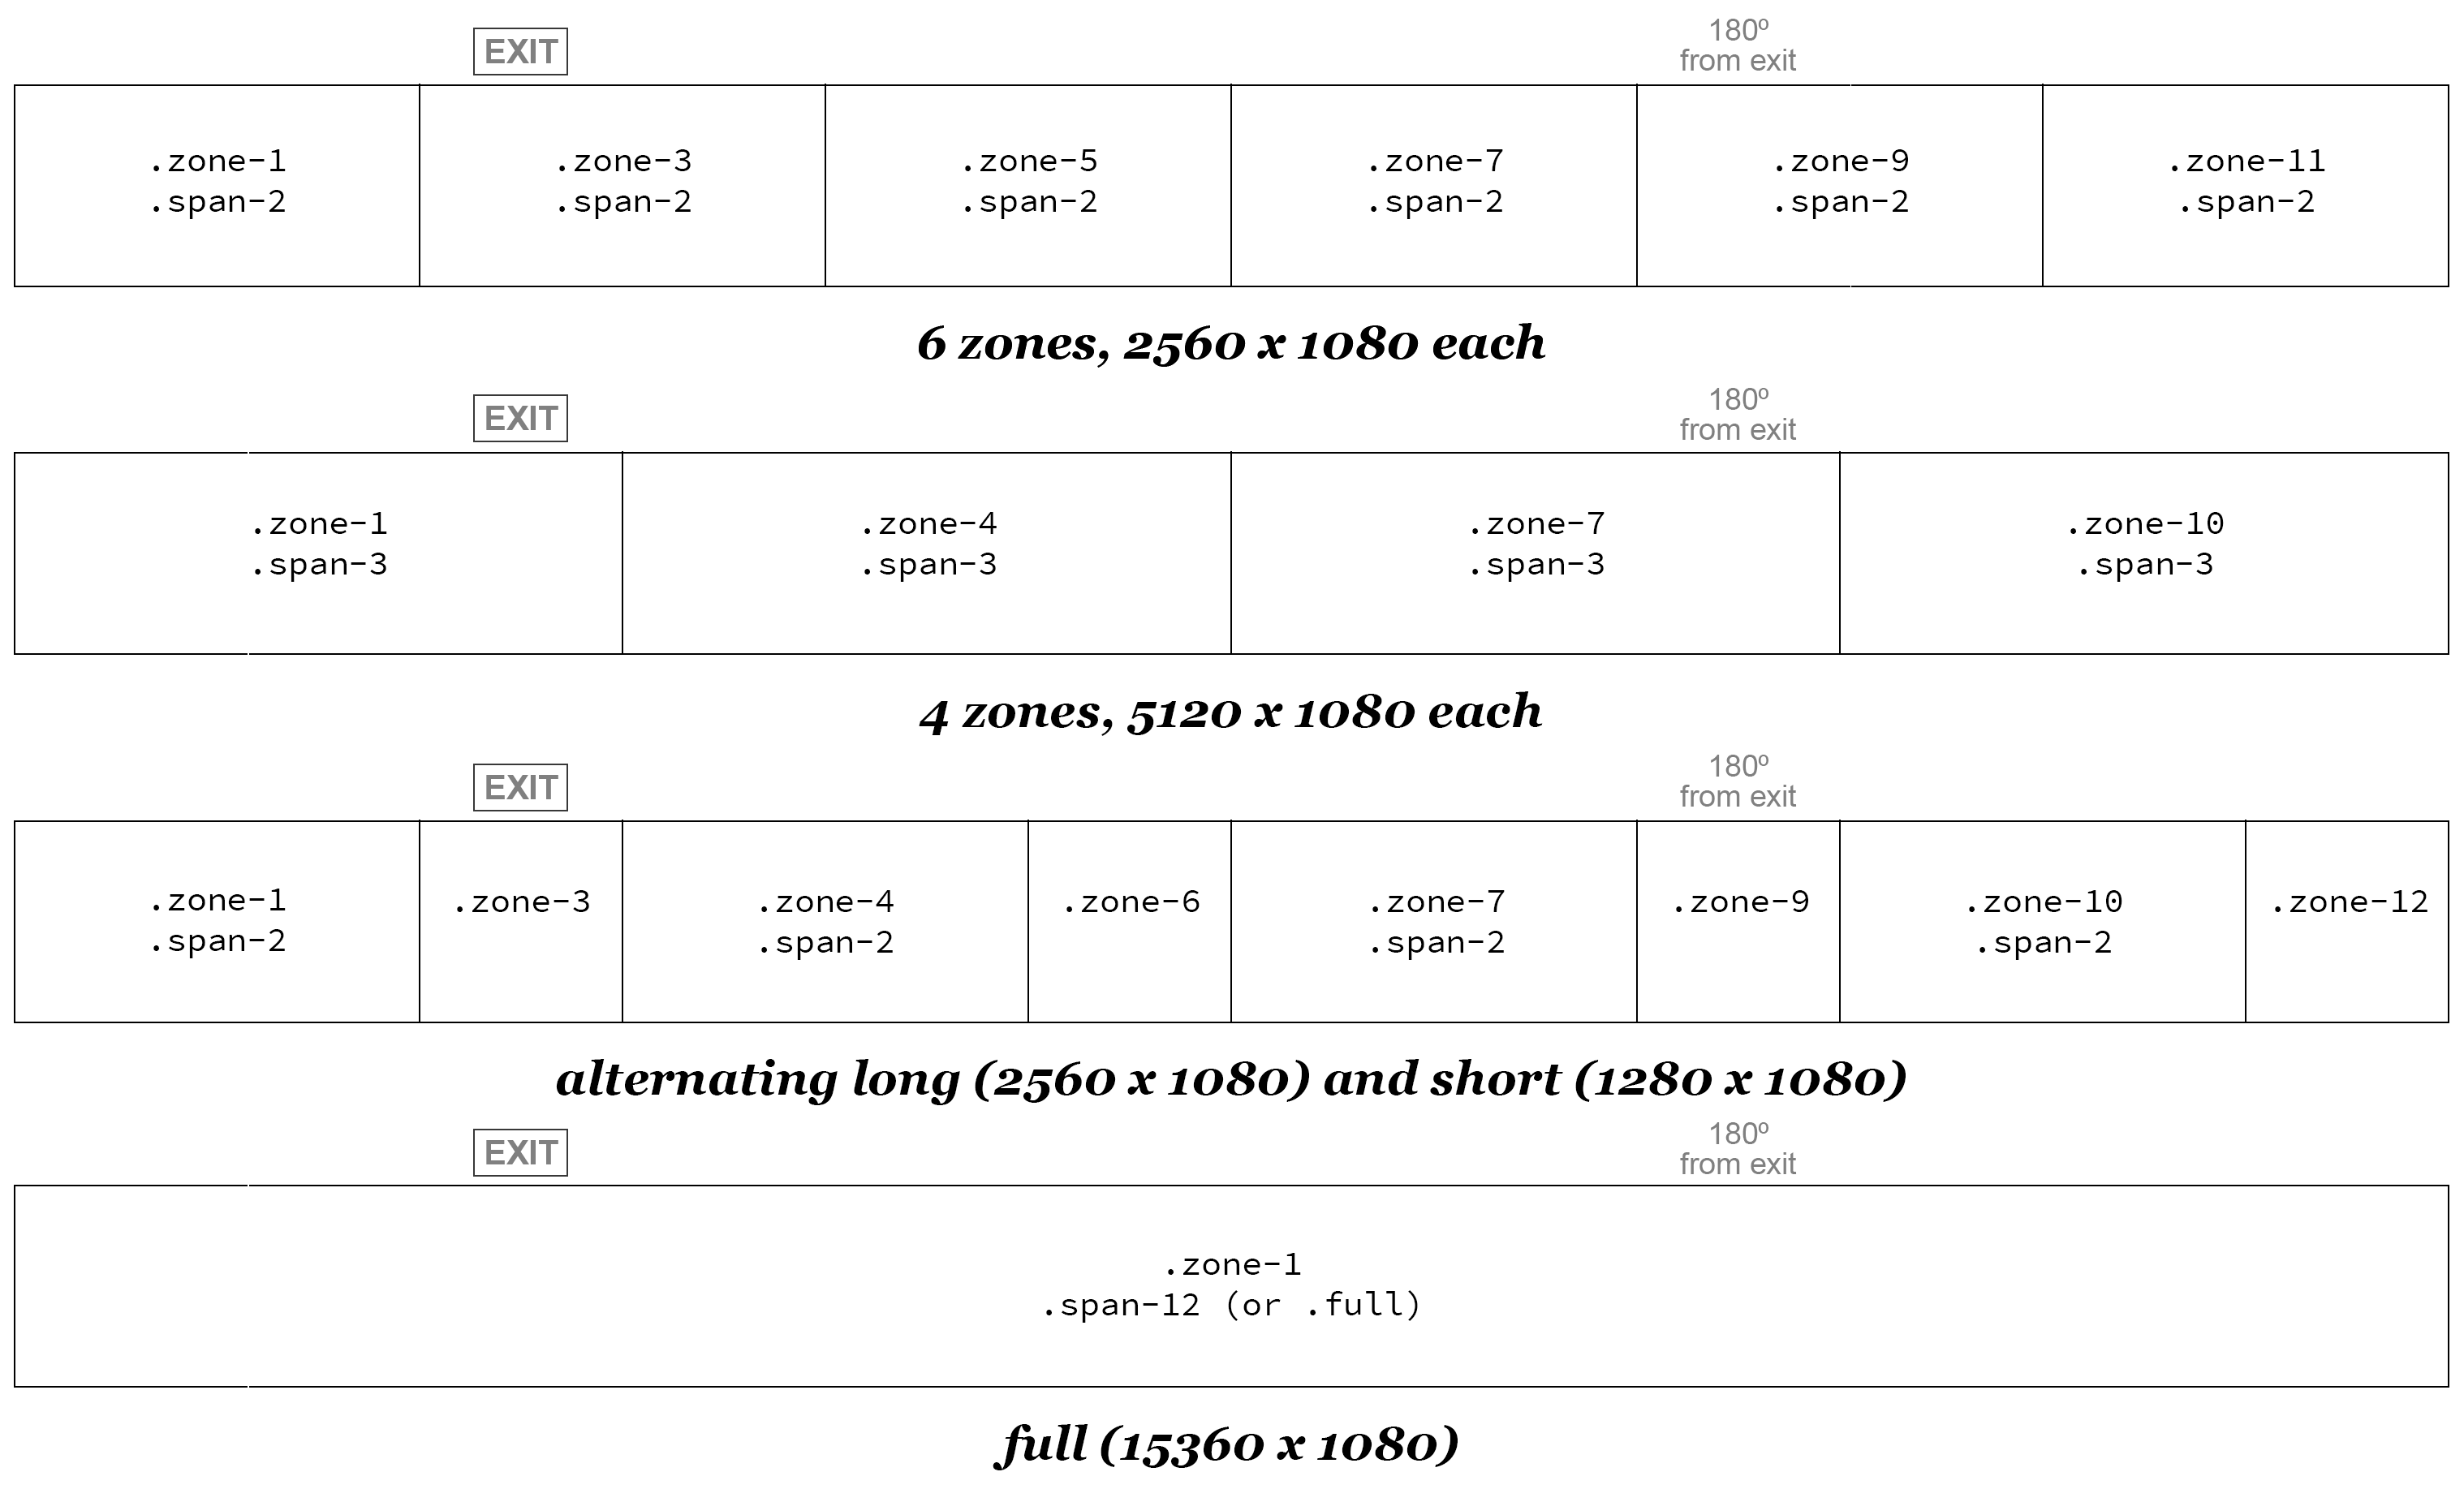 EXIT
180º
from exit
.zone-1 .zone-3 .zone-5 .zone-7 .zone-9 .zone-11
.span-2 .span-2 .span-2 .span-2 .span-2 .span-2
6 zones, 2560 x 1080 each
EXIT
180º
from exit
.zone-1 .zone-4 .zone-7 .zone-10
.span-3 .span-3 .span-3 .span-3
4 zones, 5120 x 1080 each
EXIT
180º
from exit
.zone-1 .zone-3 .zone-4 .zone-6 .zone-7 .zone-9 .zone-10 .zone-12
.span-2 .span-2 .span-2 .span-2
alternating long (2560 x 1080) and short (1280 x 1080)
EXIT
180º
from exit
.zone-1
.span-12 (or .full)
full (15360 x 1080)